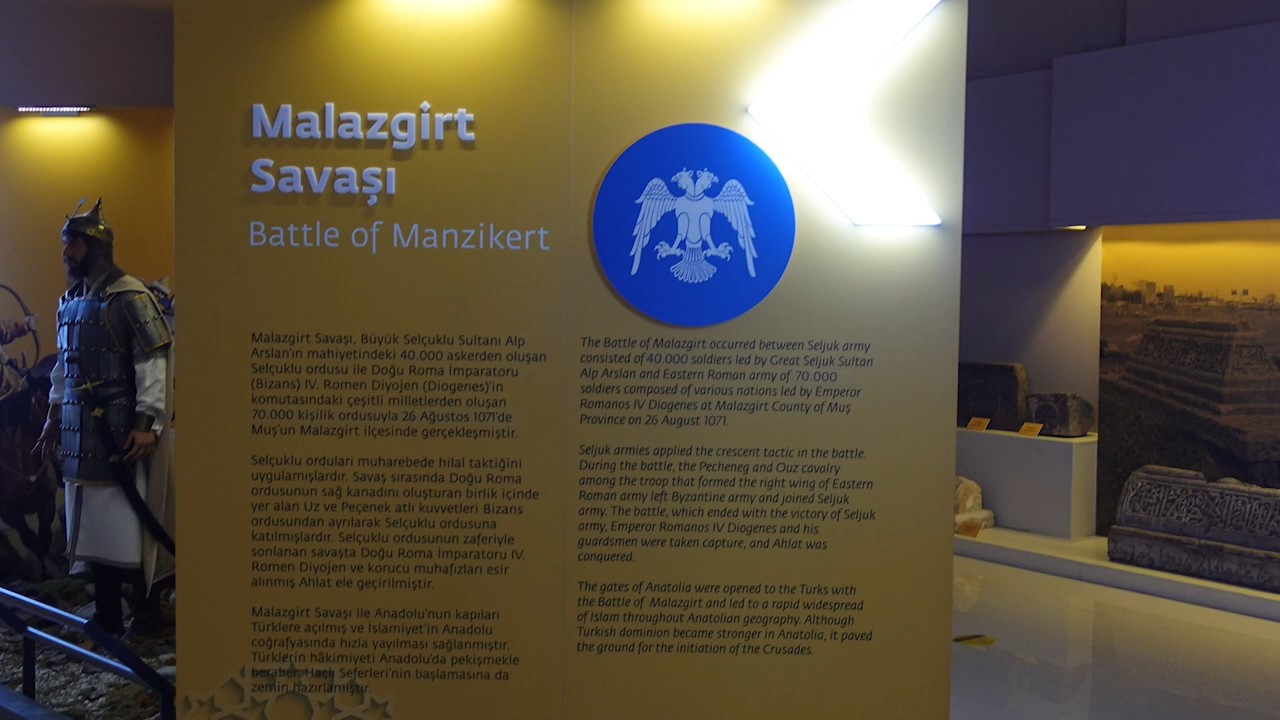 Malazgirt
Savaşı
Battle of Manzikert
Malazgirt Savaşı, Büyük Selçuklu Sultanı Alp
Arslan'ın mahiyetindeki 40.000 askerden oluşan
Selçuklu ordusu ile Doğu Roma İmparatoru
(Bizans) IV. Romen Diyojen (Diogenes)'in
komutasındaki çeşitli milletlerden oluşan
70.000 kişilik ordusuyla 26 Ağustos 1071'de
Muş'un Malazgirt ilçesinde gerçekleşmiştir.
Selçuklu orduları muharebede hilal taktiğini
uygulamışlardır. Savaş sırasında Doğu Roma
ordusunun sağ kanadını oluşturan birlik içinde
yer alan Uz ve Peçenek atlı kuvvetleri Bizans
ordusundan ayrılarak Selçuklu ordusuna
katılmışlardır. Selçuklu ordusunun zaferiyle
sonlanan savaşta Doğu Roma İmparatoru IV.
Romen Diyojen ve korucu muhafızları esir
alınmış Ahlat ele geçirilmiştir.
Malazgirt Savaşı ile Anadolu'nun kapıları
Türklere açılmış ve İslamiyet'in Anadolu
coğrafyasında hızla yayılması sağlanmıştır.
Türklerin hâkimiyeti Anadolu'da pekişmekle
beraber, Haçlı Seferleri'nin başlamasına da
zemin hazırlamıştır.
The Battle of Malazgirt occurred between Seljuk army
consisted of 40.000 soldiers led by Great Seljuk Sultan
Alp Arslan and Eastern Roman army of 70.000
soldiers composed of various nations led by Emperor
Romanos IV Diogenes at Malazgirt County of Muş
Province on 26 August 1071.
Seljuk armies applied the crescent tactic in the battle.
During the battle, the Pecheneg and Ouz cavalry
among the troop that formed the right wing of Eastern
Roman army left Byzantine army and joined Seljuk
army. The battle, which ended with the victory of Seljuk
army, Emperor Romanos IV Diogenes and his
guardsmen were taken capture, and Ahlat was
conquered.
The gates of Anatolia were opened to the Turks with
the Battle of Malazgirt and led to a rapid widespread
of Islam throughout Anatolian geography. Although
Turkish dominion became stronger in Anatolia, it paved
the ground for the initiation of the Crusades.